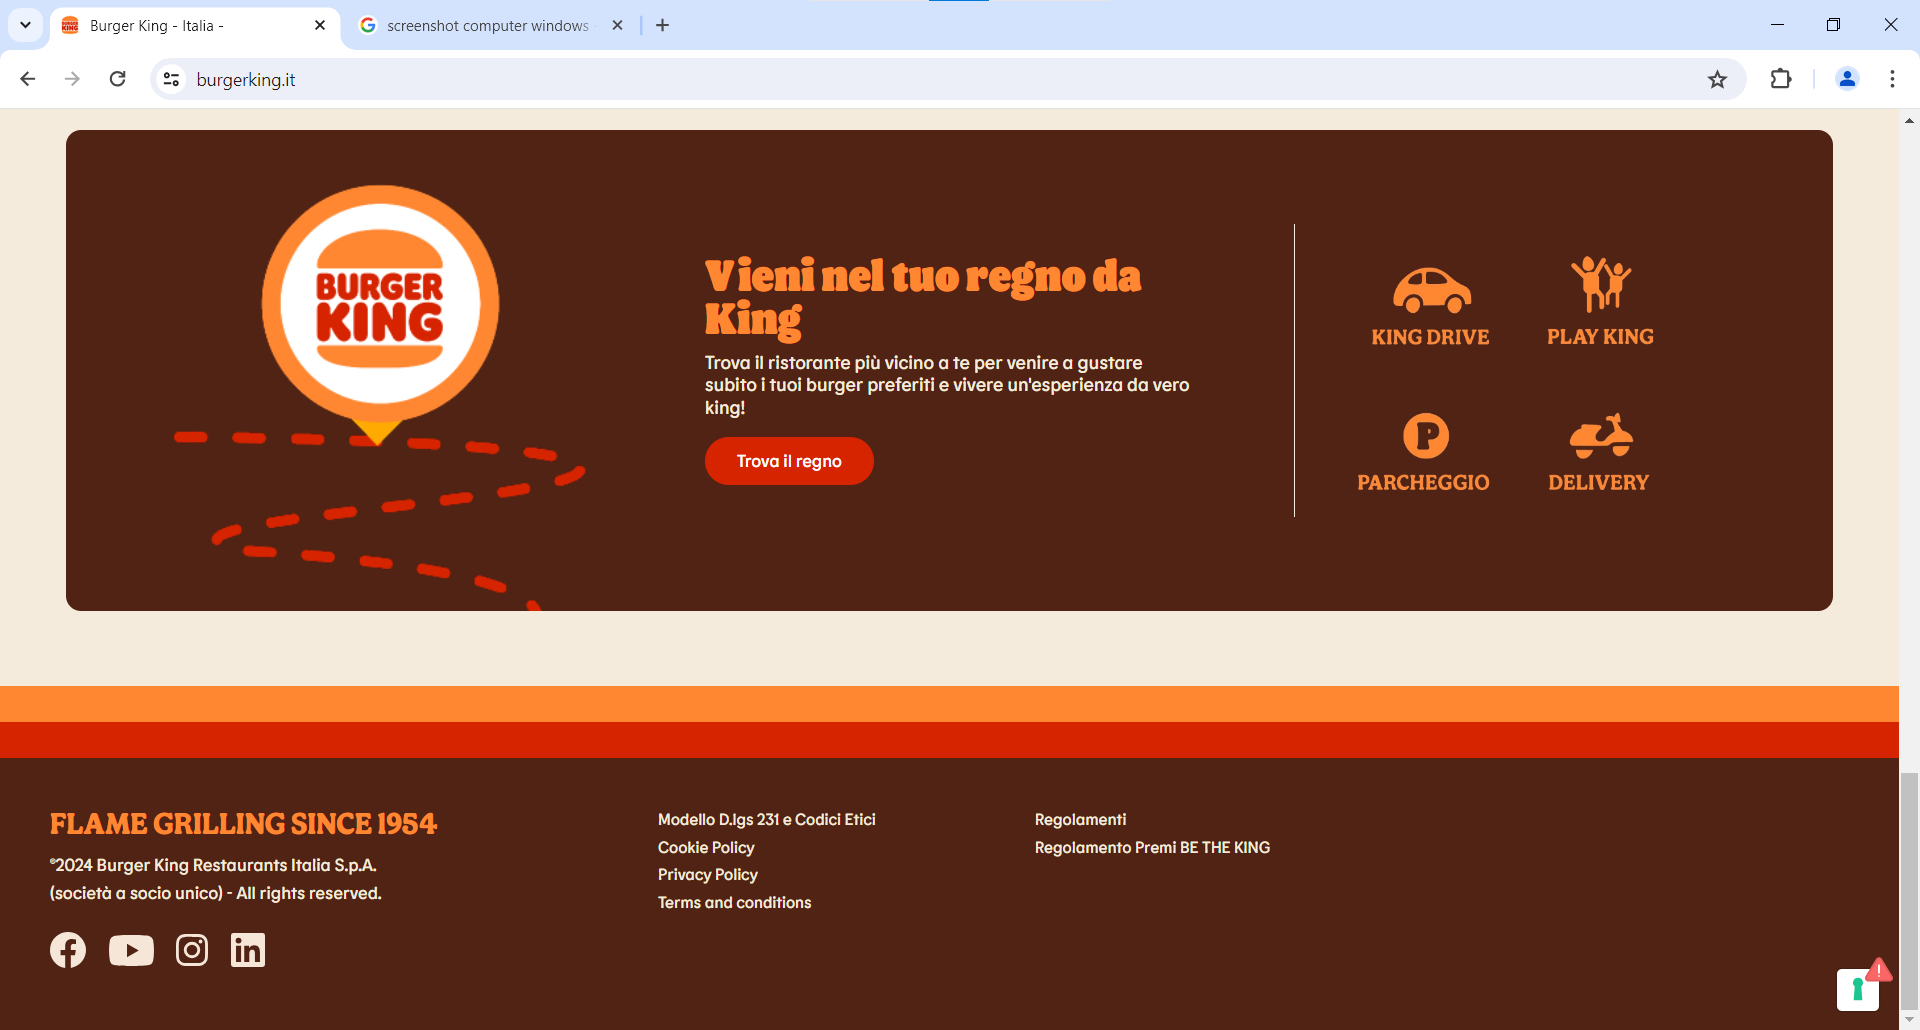 Burger King - Italia -
screenshot computer windows
burgerking.it
BURGER
KING
Vieni nel tuo regno da
King
Trova il ristorante più vicino a te per venire a gustare
subito i tuoi burger preferiti e vivere un'esperienza da vero
king!
Trova il regno
KING DRIVE
PLAY KING
P
PARCHEGGIO
DELIVERY
FLAME GRILLING SINCE 1954
©2024 Burger King Restaurants Italia S.p.A.
(società a socio unico) - All rights reserved.
Modello D.lgs 231 e Codici Etici
Cookie Policy
Privacy Policy
Terms and conditions
Regolamenti
Regolamento Premi BE THE KING